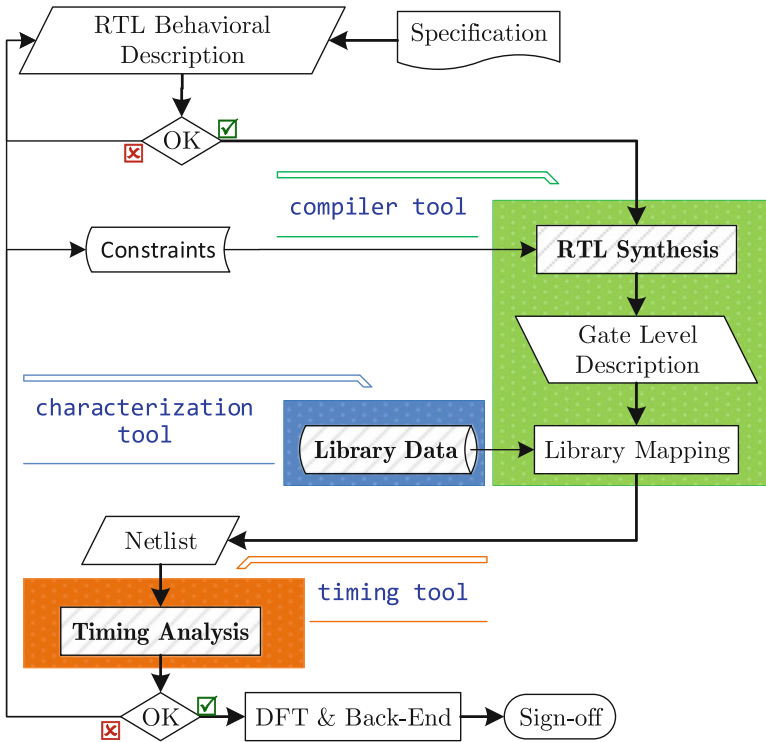 RTL Behavioral
Description
Specification
OK
compiler tool
Constraints
RTL Synthesis
Gate Level
Description
characterization
tool
Library Data
Library Mapping
Netlist
timing tool
Timing Analysis
OK
DFT & Back-End
Sign-off